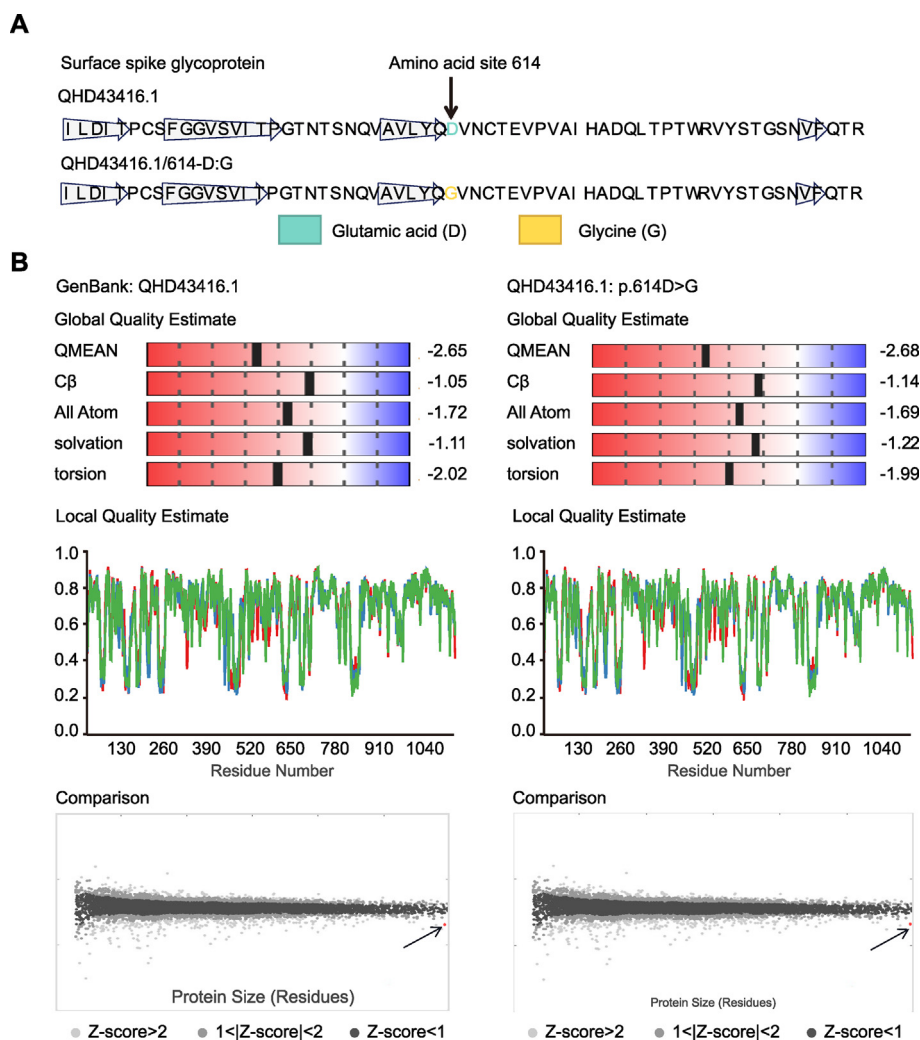 A
Surface spike glycoprotein
Amino acid site 614
QHD43416.1
ILDITPCSFGGVSVITPGTNTSNQVAVLYQDVNCTEVPVAIHADQLTPTWRVYSTGSNVFQTR
QHD43416.1/614-D:G
ILDITPCSFGGVSVITPGTNTSNQVAVLYQGVNCTEVPVAIHADQLTPTWRVYSTGSNVFQTR
Glutamic acid (D)
Glycine (G)
B
GenBank: QHD43416.1
Global Quality Estimate
QMEAN -2.65
Cβ -1.05
All Atom -1.72
solvation -1.11
torsion -2.02
Local Quality Estimate
1.0
0.8
0.6
0.4
0.2
0.0
130 260 390 520 650 780 910 1040
Residue Number
Comparison
Protein Size (Residues)
Z-score>2 1<|Z-score|<2 Z-score<1
QHD43416.1: p.614D>G
Global Quality Estimate
QMEAN -2.68
Cβ -1.14
All Atom -1.69
solvation -1.22
torsion -1.99
Local Quality Estimate
1.0
0.8
0.6
0.4
0.2
0.0
130 260 390 520 650 780 910 1040
Residue Number
Comparison
Protein Size (Residues)
Z-score>2 1<|Z-score|<2 Z-score<1